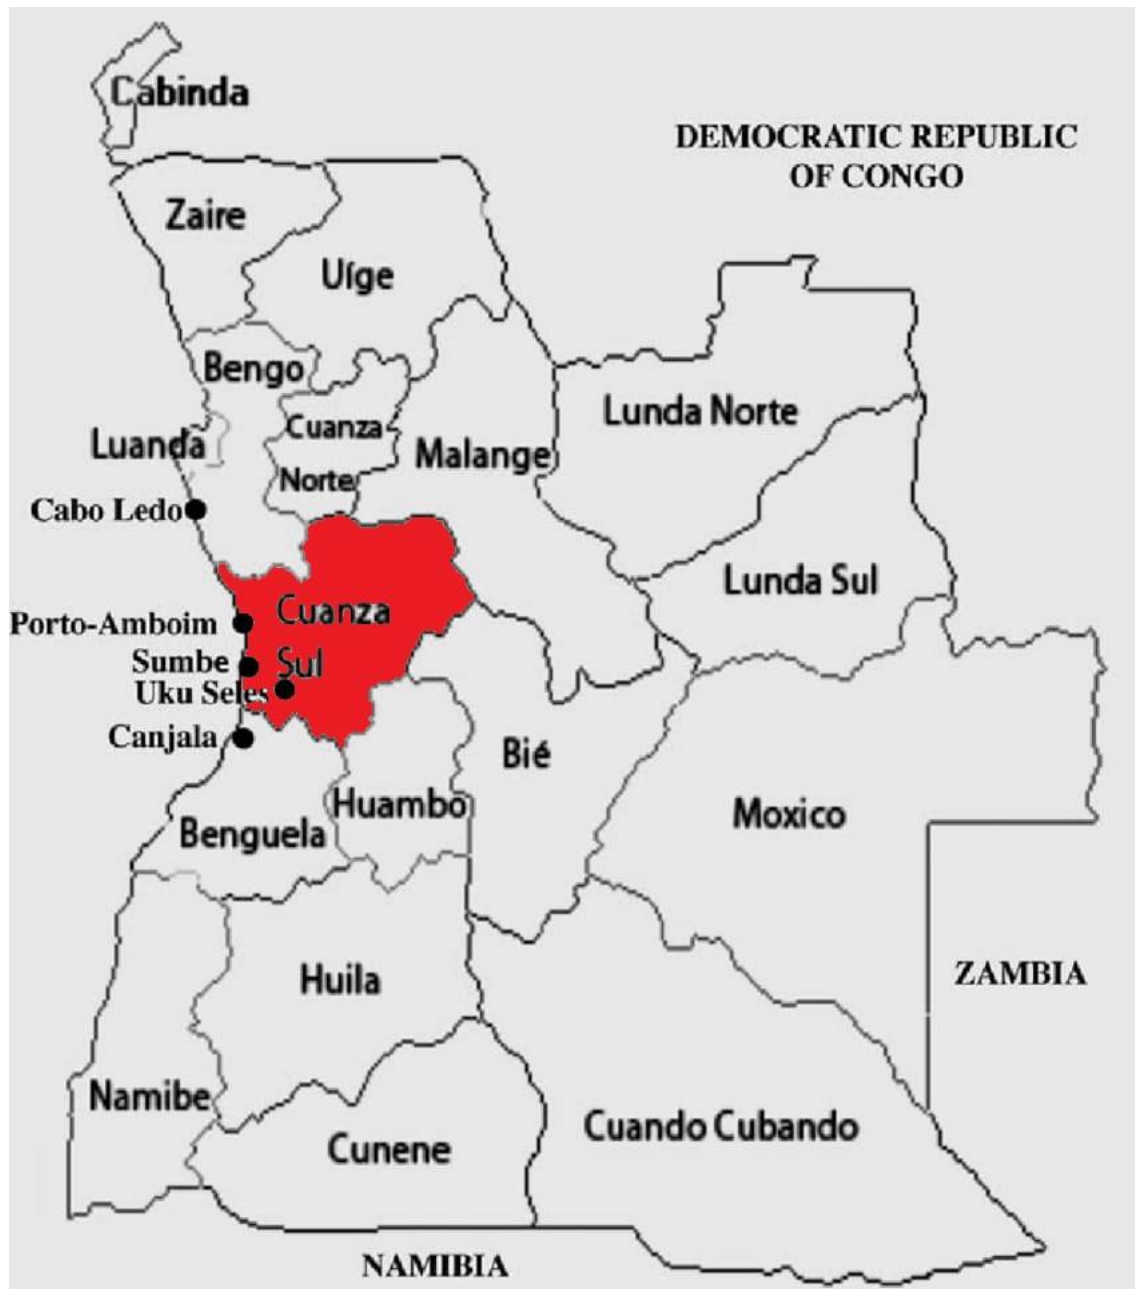 Cabinda
DEMOCRATIC REPUBLIC
OF CONGO
Zaire
Uíge
Bengo
Cuanza
Norte
Lunda Norte
Luanda
Malange
Cabo Ledo
Lunda Sul
Cuanza
Sul
Porto-Amboim
Sumbe
Uku Seles
Canjala
Bié
Huambo
Moxico
Benguela
Huila
ZAMBIA
Namibe
Cunene
Cuando Cubando
NAMIBIA